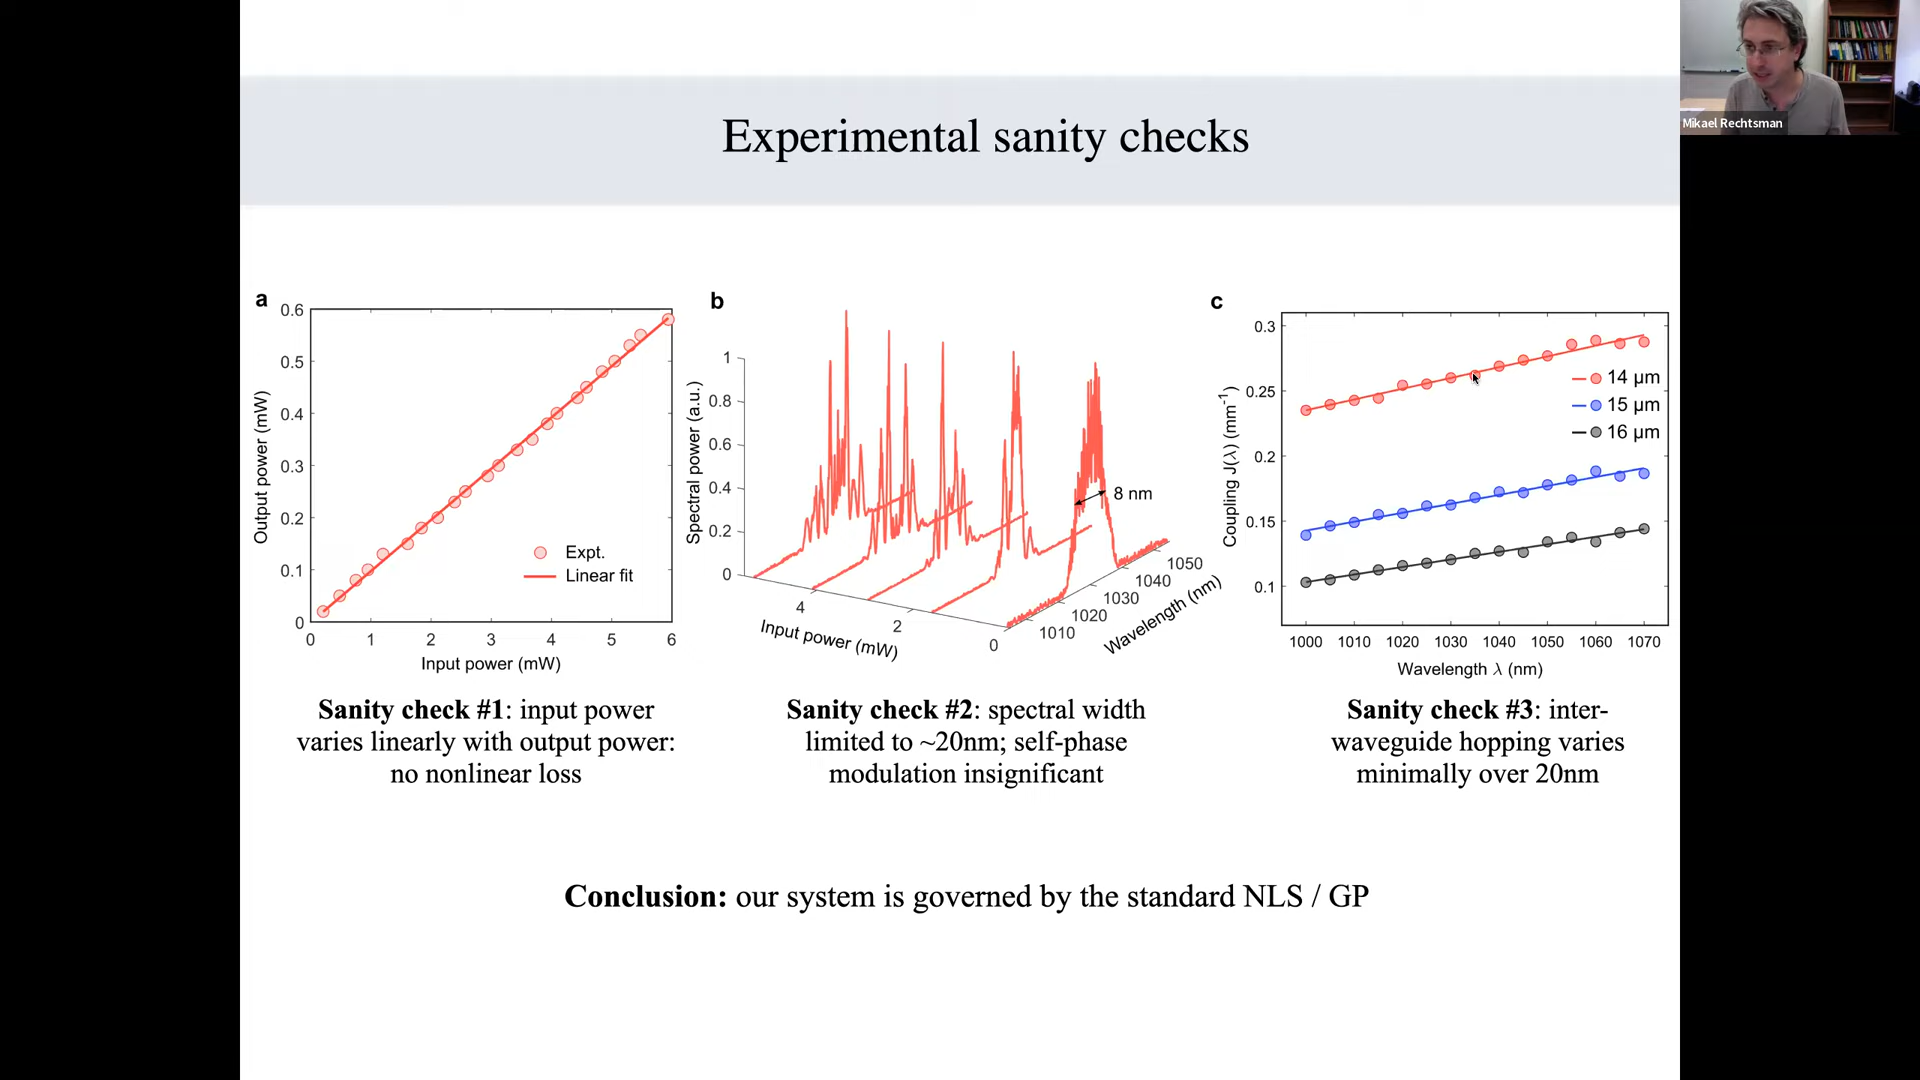 Mikael Rechtsman
Experimental sanity checks
a
0.6
0.5
0.4
0.3
0.2
0.1
0
0 1 2 3 4 5 6
Output power (mW)
Input power (mW)
Expt.
Linear fit
b
1
0.8
0.6
0.4
0.2
0
Spectral power (a.u.)
4
2
0
Input power (mW)
8 nm
1050
1040
1030
1020
1010
Wavelength (nm)
c
0.3
0.25
0.2
0.15
0.1
Coupling J(λ) (mm⁻¹)
14 μm
15 μm
16 μm
1000 1010 1020 1030 1040 1050 1060 1070
Wavelength λ (nm)
Sanity check #1: input power
varies linearly with output power:
no nonlinear loss
Sanity check #2: spectral width
limited to ~20nm; self-phase
modulation insignificant
Sanity check #3: inter-
waveguide hopping varies
minimally over 20nm
Conclusion: our system is governed by the standard NLS / GP